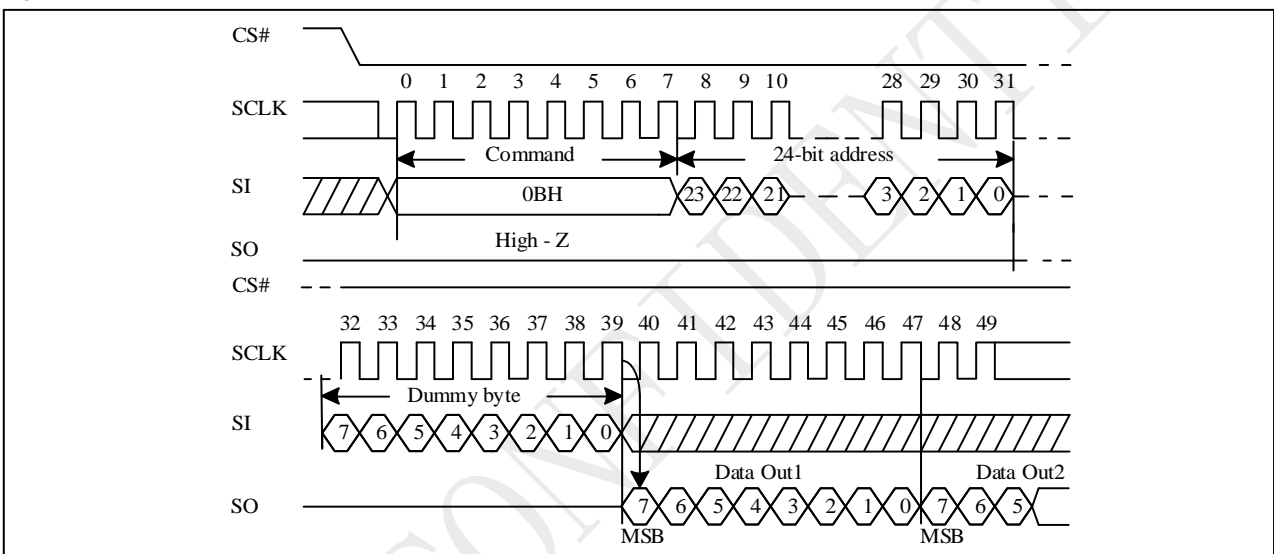 CS#
0 1 2 3 4 5 6 7 8 9 10 28 29 30 31
SCLK
Command 24-bit address
SI 0BH 23 22 21 3 2 1 0
High - Z
SO
CS#
32 33 34 35 36 37 38 39 40 41 42 43 44 45 46 47 48 49
SCLK
Dummy byte
SI 7 6 5 4 3 2 1 0
Data Out1 Data Out2
SO 7 6 5 4 3 2 1 0 7 6 5
MSB MSB